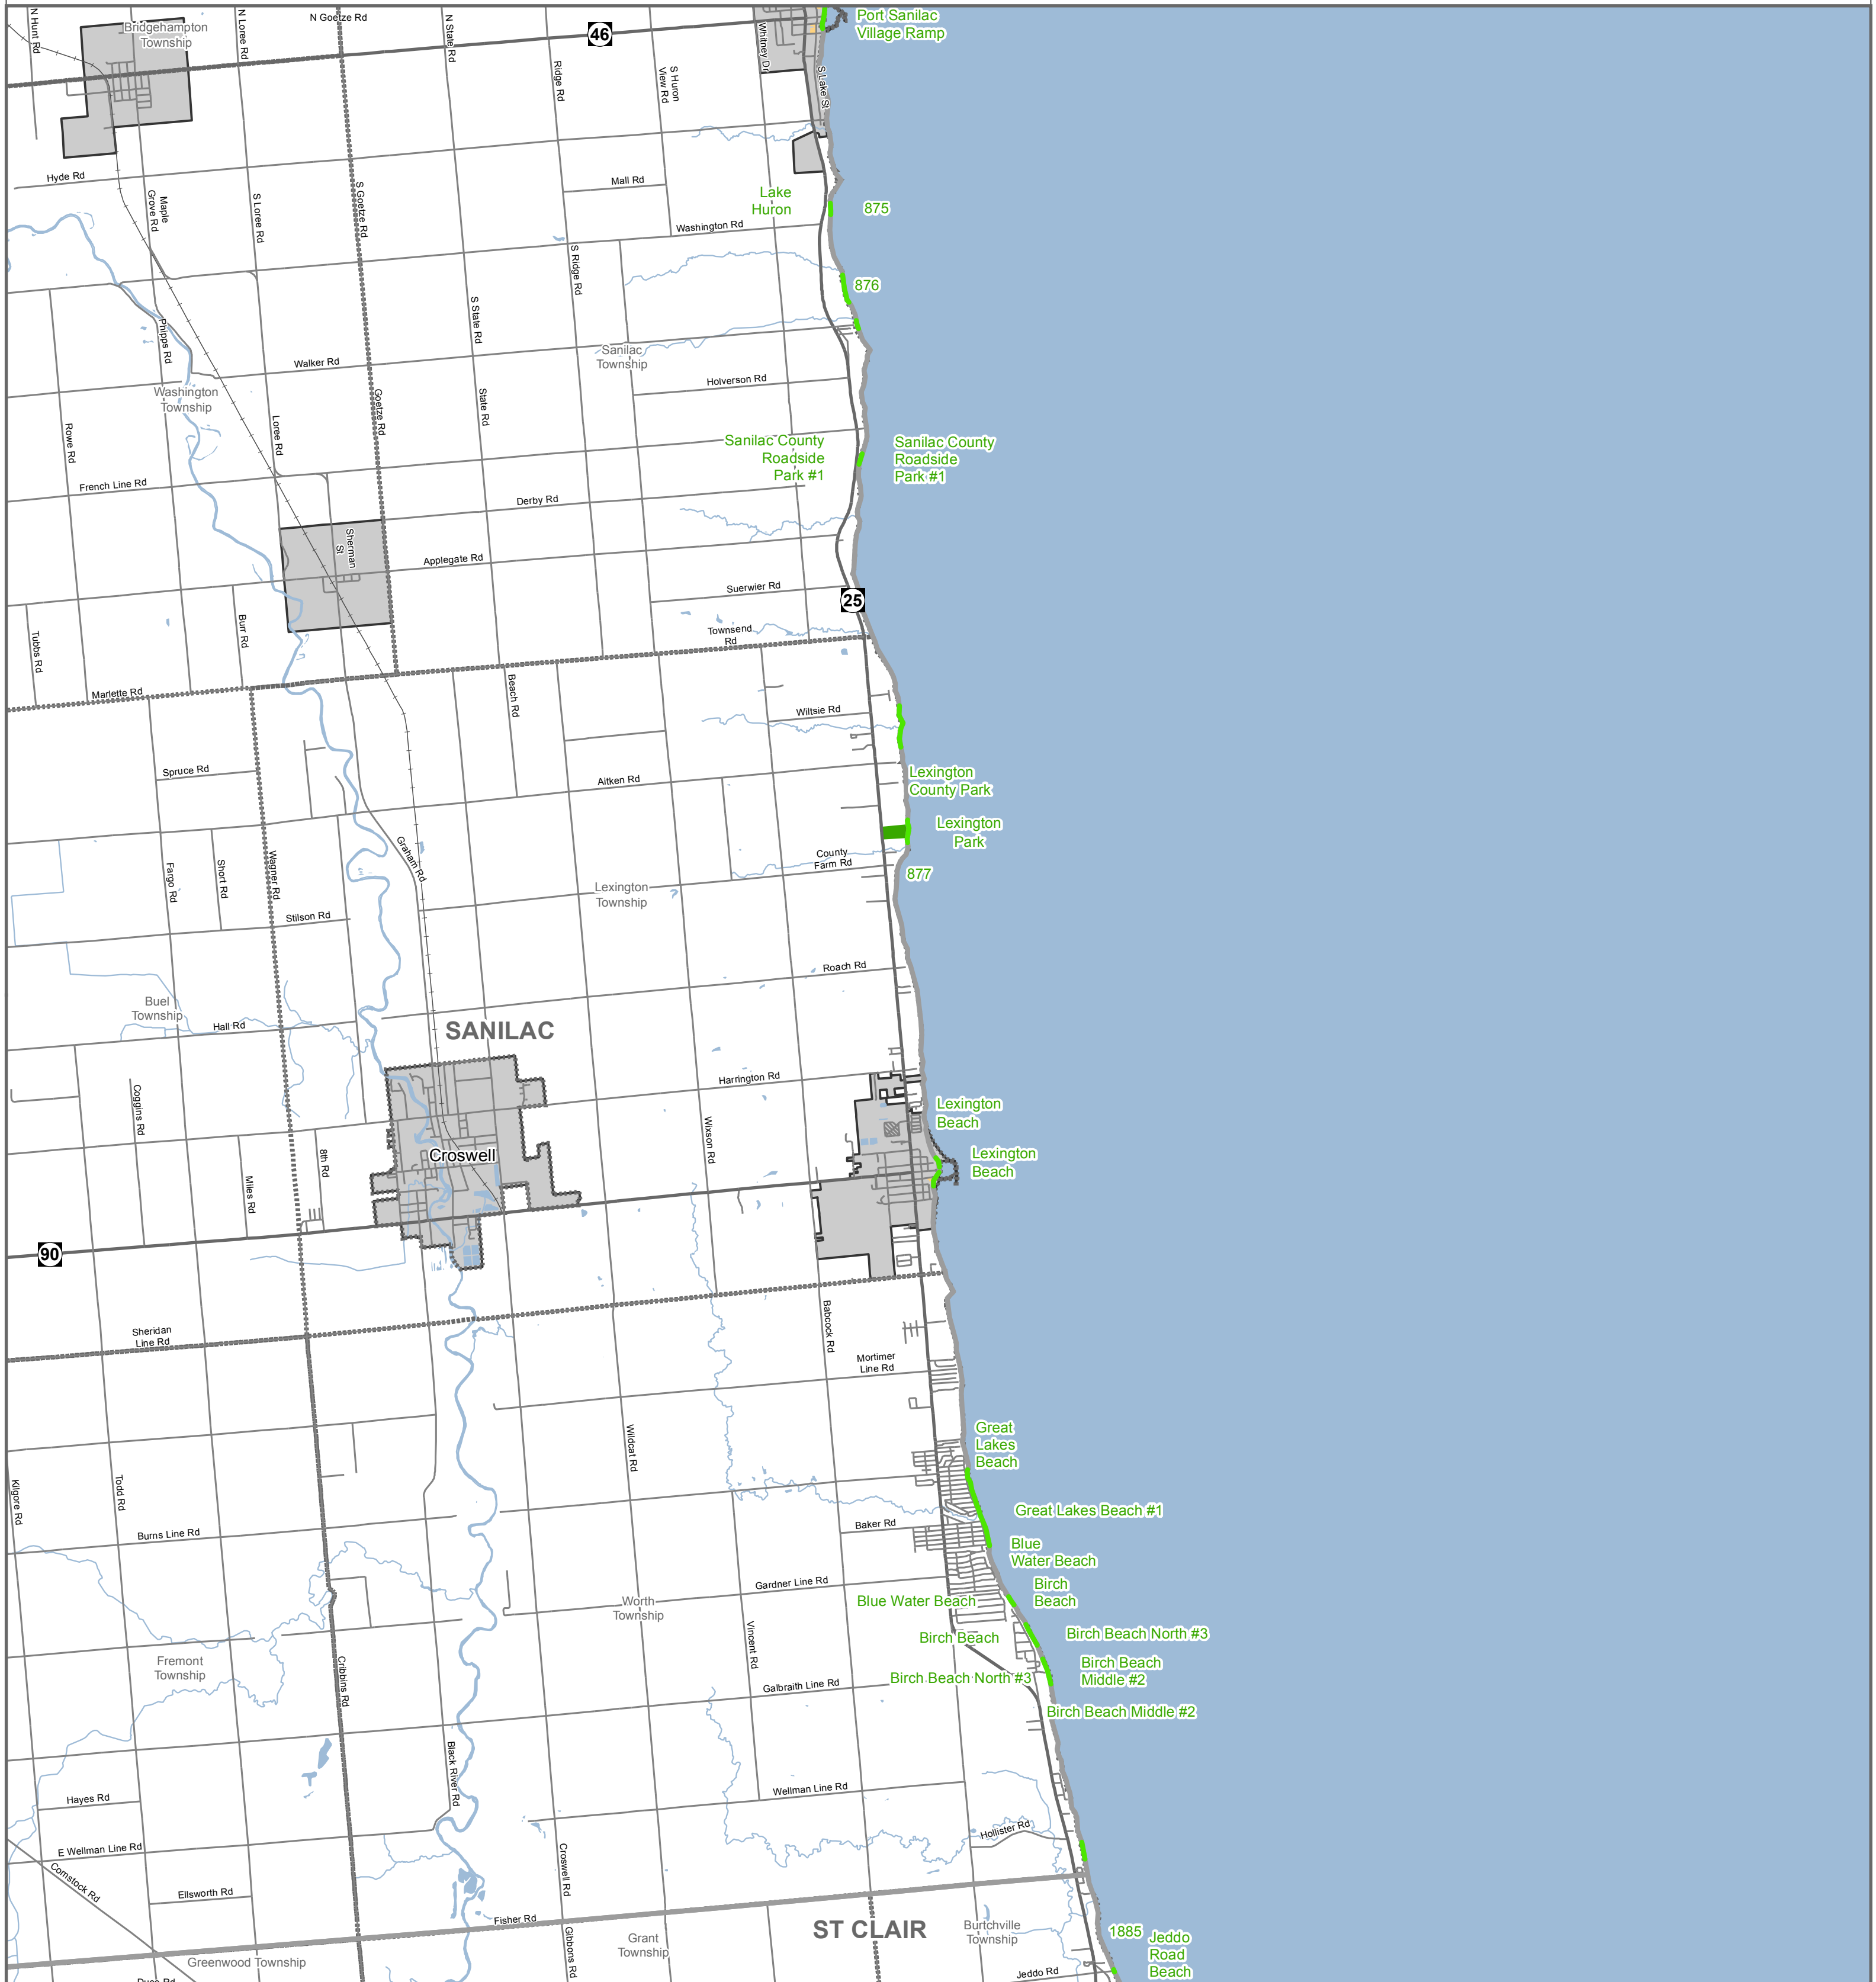 N Hunt Rd
Bridgehampton
Township
N Loree Rd
N Goetze Rd
N State Rd
46
Whitney Dr
Port Sanilac
Village Ramp
Ridge Rd
S Huron
View Rd
S Lake St
Hyde Rd
Maple
Grove Rd
S Loree Rd
S Goetze Rd
Mall Rd
Lake
Huron
875
Washington Rd
S Ridge Rd
876
S State Rd
Phipps Rd
Walker Rd
Sanilac
Township
Holverson Rd
Washington
Township
Goetze Rd
State Rd
Rowe Rd
Loree Rd
Sanilac County
Roadside
Park #1
Sanilac County
Roadside
Park #1
French Line Rd
Derby Rd
Sherman
St
Applegate Rd
Suerwier Rd
25
Tubbs Rd
Burr Rd
Townsend
Rd
Marlette Rd
Beach Rd
Wiltsie Rd
Spruce Rd
Aitken Rd
Lexington
County Park
Lexington
Park
Graham Rd
County
Farm Rd
877
Fargo Rd
Short Rd
Wagner Rd
Lexington
Township
Stilson Rd
Roach Rd
Buel
Township
Hall Rd
SANILAC
Harrington Rd
Coggins Rd
Lexington
Beach
Wixson Rd
Croswell
8th Rd
Lexington
Beach
Miles Rd
90
Sheridan
Line Rd
Babcock Rd
Mortimer
Line Rd
Great
Lakes
Beach
Wildcat Rd
Kilgore Rd
Todd Rd
Great Lakes Beach #1
Burns Line Rd
Baker Rd
Blue
Water Beach
Gardner Line Rd
Birch
Beach
Worth
Township
Blue Water Beach
Vincent Rd
Birch Beach
Birch Beach North #3
Fremont
Township
Cribbins Rd
Birch Beach
Middle #2
Birch Beach North #3
Galbraith Line Rd
Birch Beach Middle #2
Black River Rd
Wellman Line Rd
Hayes Rd
Hollister Rd
E Wellman Line Rd
Croswell Rd
Comstock Rd
Ellsworth Rd
Fisher Rd
ST CLAIR
Burtchville
Township
1885
Jeddo
Road
Beach
Grant
Township
Gibbons Rd
Greenwood Township
Jeddo Rd